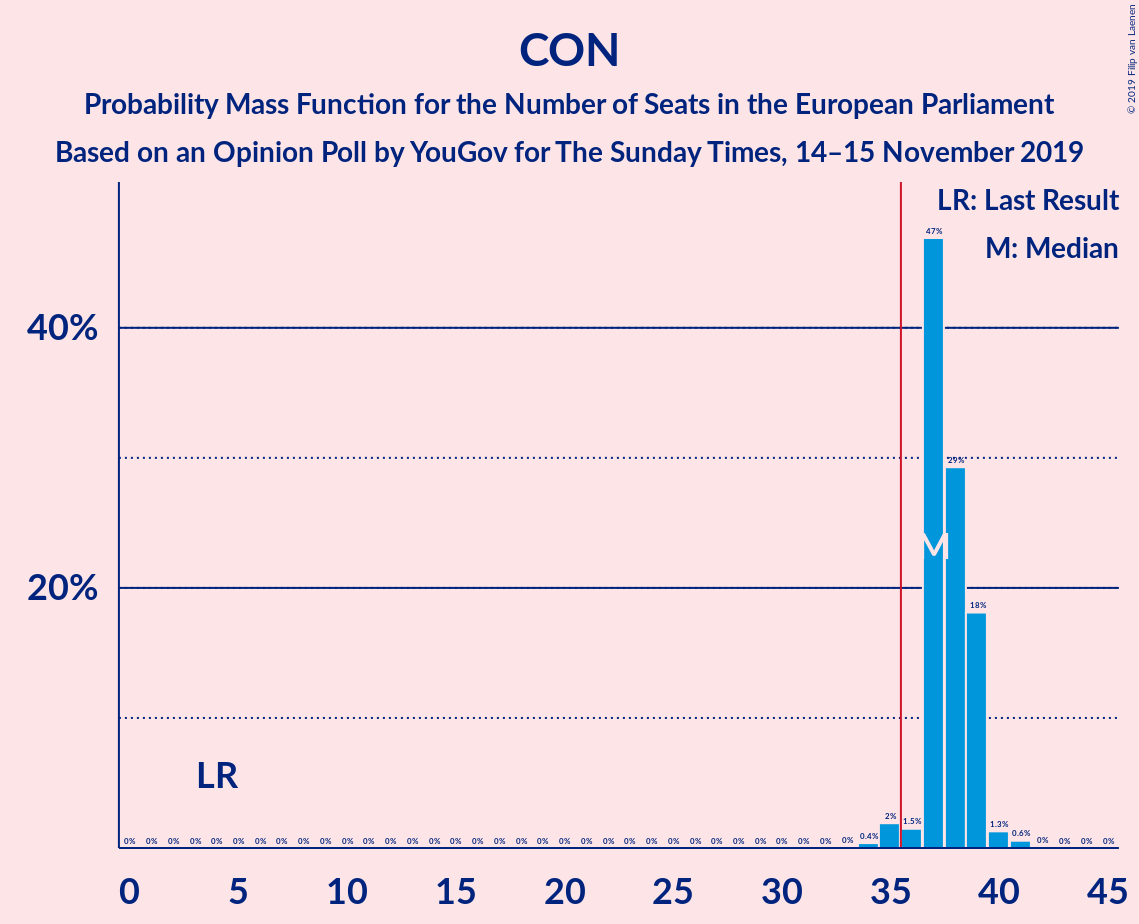 CON
Probability Mass Function for the Number of Seats in the European Parliament
Based on an Opinion Poll by YouGov for The Sunday Times, 14–15 November 2019
© 2019 Filip van Laenen
LR: Last Result
M: Median
47%
40%
29%
M
20%
18%
LR
0% 0% 0% 0% 0% 0% 0% 0% 0% 0% 0% 0% 0% 0% 0% 0% 0% 0% 0% 0% 0% 0% 0% 0% 0% 0% 0% 0% 0% 0% 0% 0% 0% 0% 0.4% 2% 1.5% 1.3% 0.6% 0% 0% 0% 0%
0 5 10 15 20 25 30 35 40 45